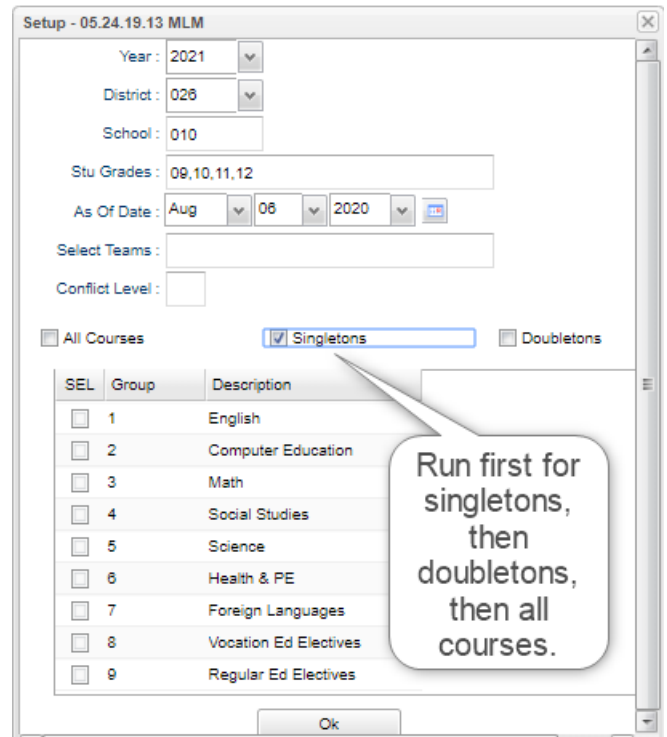 Setup - 05.24.19.13 MLM
Year : 2021
District : 026
School : 010
Stu Grades : 09,10,11,12
As Of Date : Aug 06 2020
Select Teams :
Conflict Level :
All Courses Singletons Doubletons
SEL Group Description
1 English
2 Computer Education
3 Math
4 Social Studies
5 Science
6 Health & PE
7 Foreign Languages
8 Vocation Ed Electives
9 Regular Ed Electives
Run first for
singletons,
then
doubletons,
then all
courses.
Ok